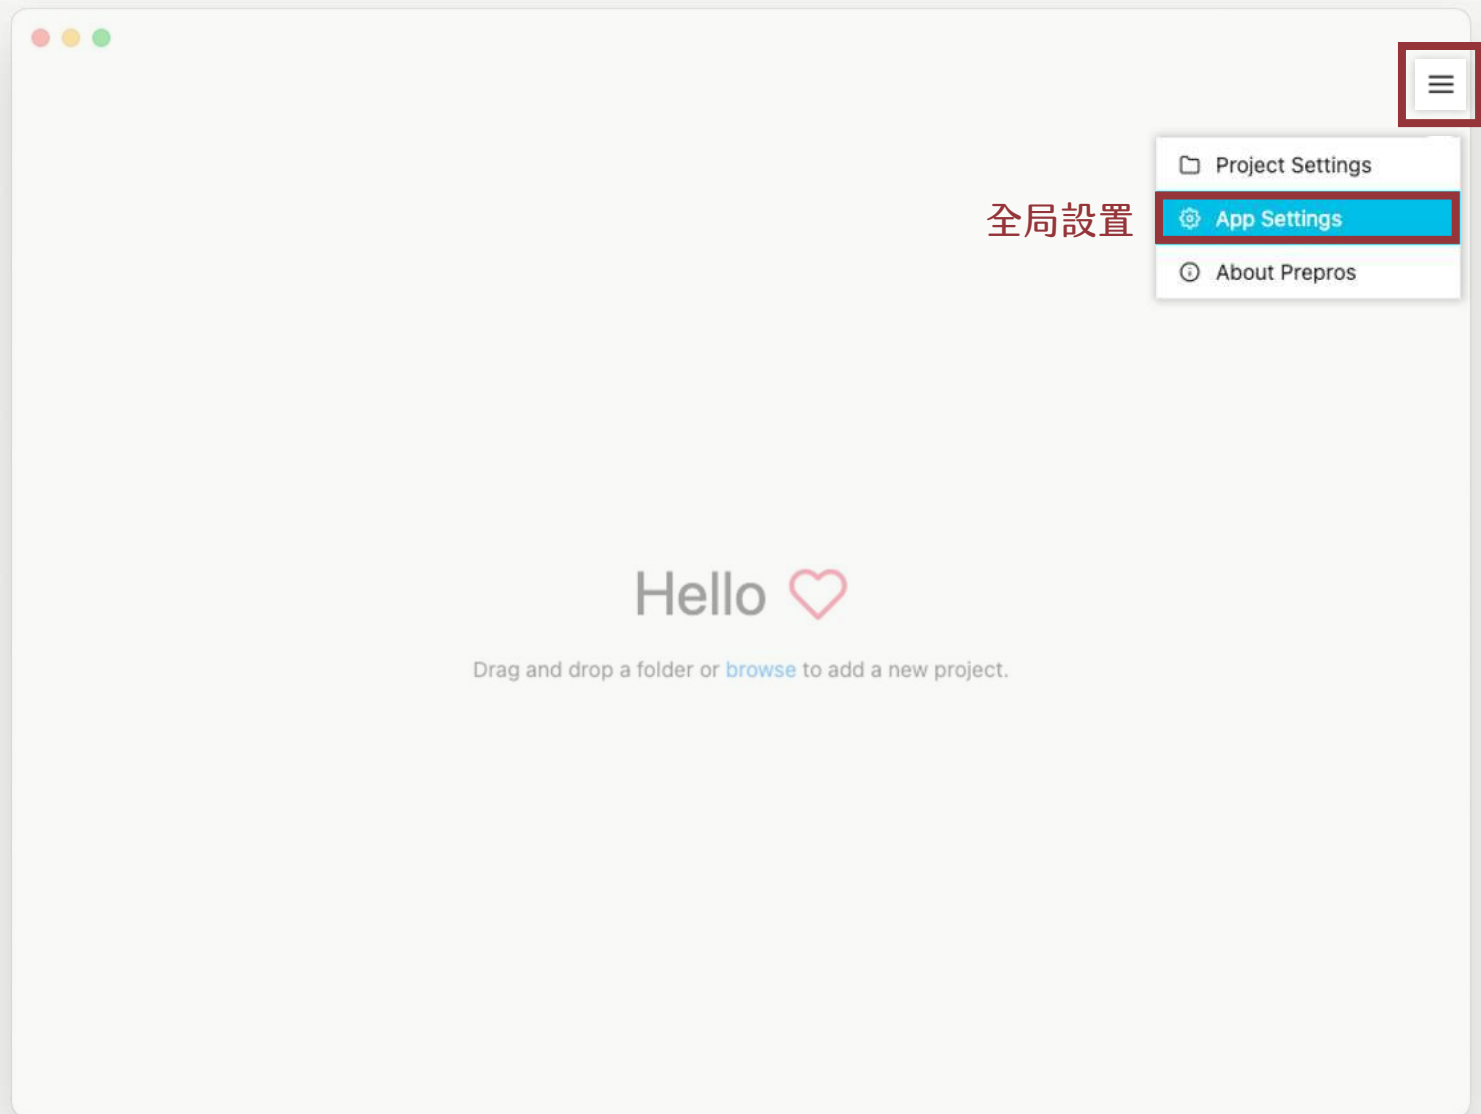 Project Settings
全局設置
App Settings
About Prepros
Hello
Drag and drop a folder or browse to add a new project.